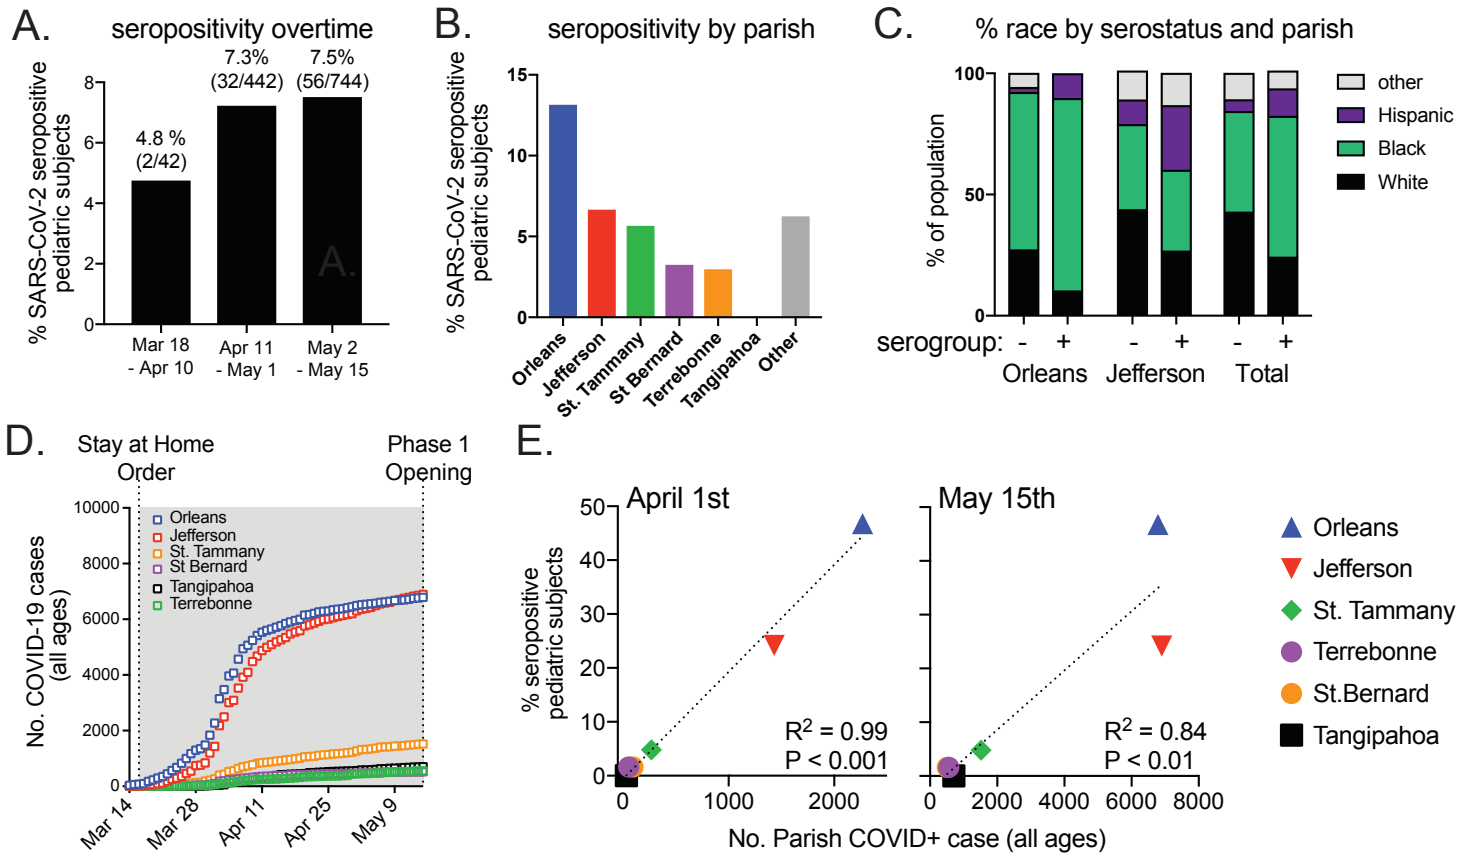 A.
seropositivity overtime
% SARS-CoV-2 seropositive
pediatric subjects
8
6
4
2
0
4.8 %
(2/42)
7.3%
(32/442)
7.5%
(56/744)
A.
Mar 18
- Apr 10
Apr 11
- May 1
May 2
- May 15
B.
seropositivity by parish
% SARS-CoV-2 seropositive
pediatric subjects
15
10
5
0
Orleans
Jefferson
St. Tammany
St Bernard
Terrebonne
Tangipahoa
Other
C.
% race by serostatus and parish
% of population
100
50
0
other
Hispanic
Black
White
serogroup: - + - + - +
Orleans Jefferson Total
D.
Stay at Home
Order
Phase 1
Opening
No. COVID-19 cases
(all ages)
10000
8000
6000
4000
2000
0
Orleans
Jefferson
St. Tammany
St Bernard
Tangipahoa
Terrebonne
Mar 14
Mar 28
Apr 11
Apr 25
May 9
E.
% seropositive
pediatric subjects
April 1st
50
40
30
20
10
0
R² = 0.99
P < 0.001
0 1000 2000
May 15th
R² = 0.84
P < 0.01
0 2000 4000 6000 8000
No. Parish COVID+ case (all ages)
Orleans
Jefferson
St. Tammany
Terrebonne
St.Bernard
Tangipahoa